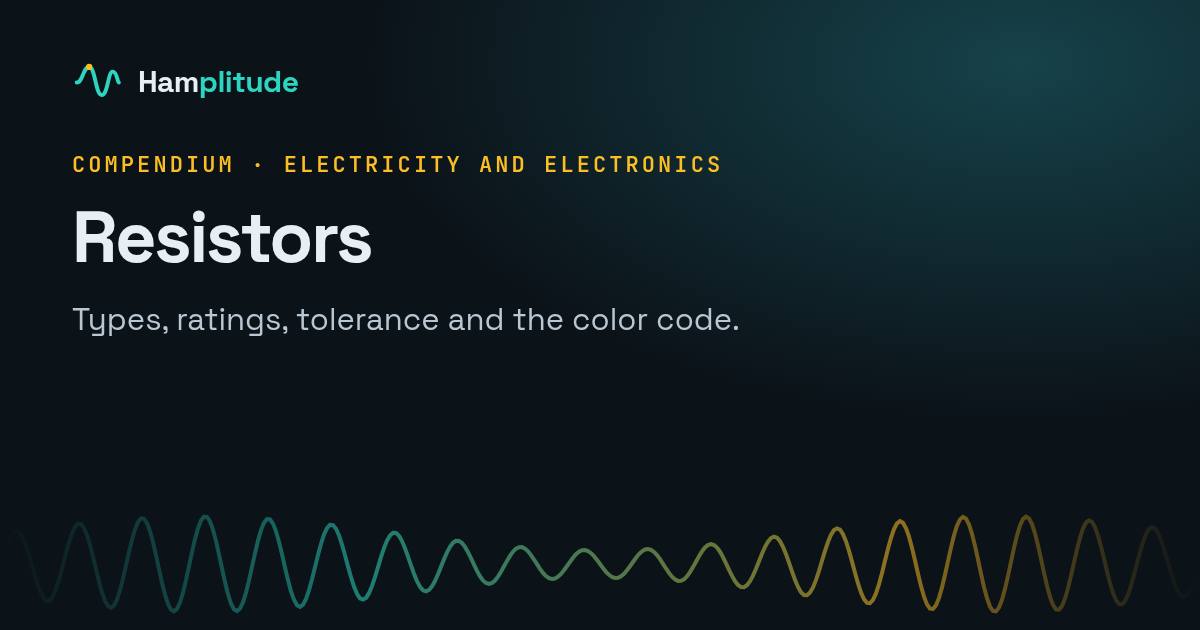 Hamplitude
COMPENDIUM · ELECTRICITY AND ELECTRONICS
Resistors
Types, ratings, tolerance and the color code.